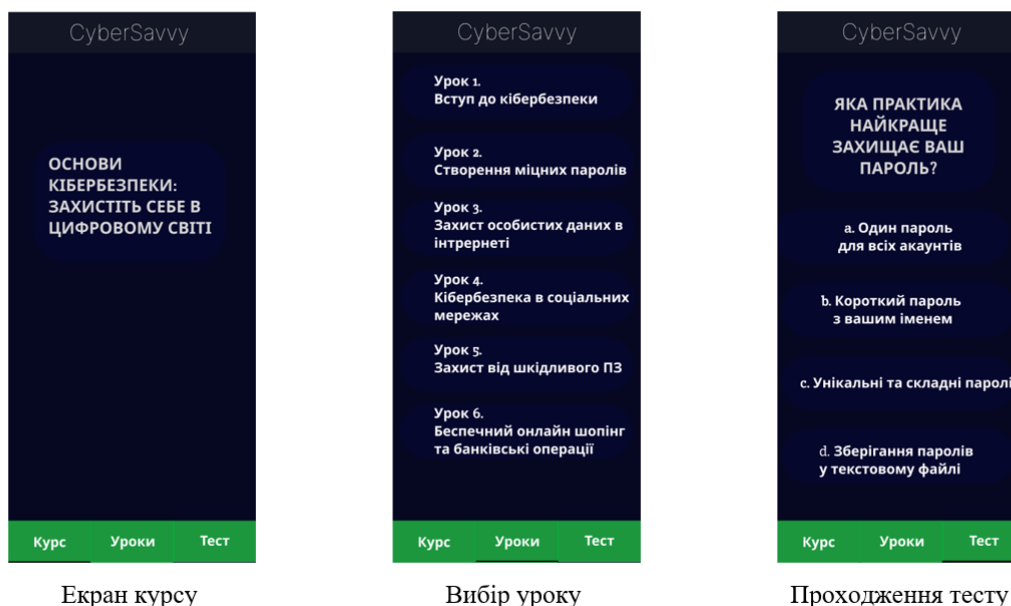 CyberSavvy
ОСНОВИ
КІБЕРБЕЗПЕКИ:
ЗАХИСТІТЬ СЕБЕ В
ЦИФРОВОМУ СВІТІ
Курс
Уроки
Тест
Екран курсу
CyberSavvy
Урок 1.
Вступ до кібербезпеки
Урок 2.
Створення міцних паролів
Урок 3.
Захист особистих даних в
інтрернеті
Урок 4.
Кібербезпека в соціальних
мережах
Урок 5.
Захист від шкідливого ПЗ
Урок 6.
Беспечний онлайн шопінг
та банківські операції
Курс
Уроки
Тест
Вибір уроку
CyberSavvy
ЯКА ПРАКТИКА
НАЙКРАЩЕ
ЗАХИЩАЄ ВАШ
ПАРОЛЬ?
a. Один пароль
для всіх акаунтів
b. Короткий пароль
з вашим іменем
c. Унікальні та складні паролі
d. Зберігання паролів
у текстовому файлі
Курс
Уроки
Тест
Проходження тесту